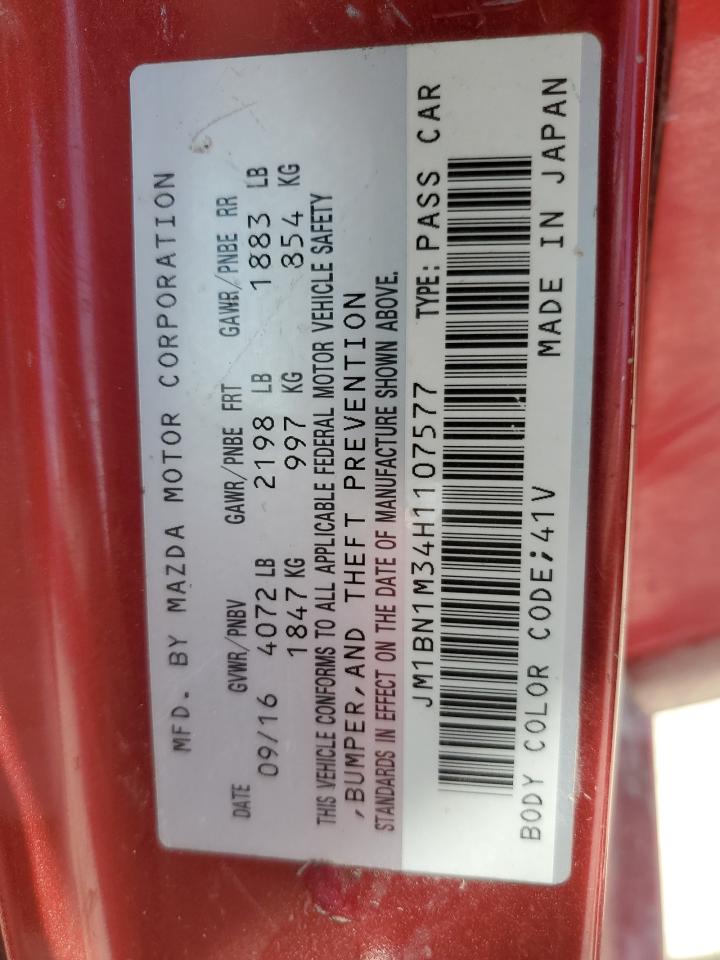 MFD. BY MAZDA MOTOR CORPORATION
DATE GVWR/PNBV GAWR/PNBE FRT GAWR/PNBE RR
09/16 4072 LB 2198 LB 1883 LB
1847 KG 997 KG 854 KG
THIS VEHICLE CONFORMS TO ALL APPLICABLE FEDERAL MOTOR VEHICLE SAFETY
,BUMPER,AND THEFT PREVENTION
STANDARDS IN EFFECT ON THE DATE OF MANUFACTURE SHOWN ABOVE.
JM1BN1M34H1107577 TYPE: PASS CAR
BODY COLOR CODE;41V MADE IN JAPAN